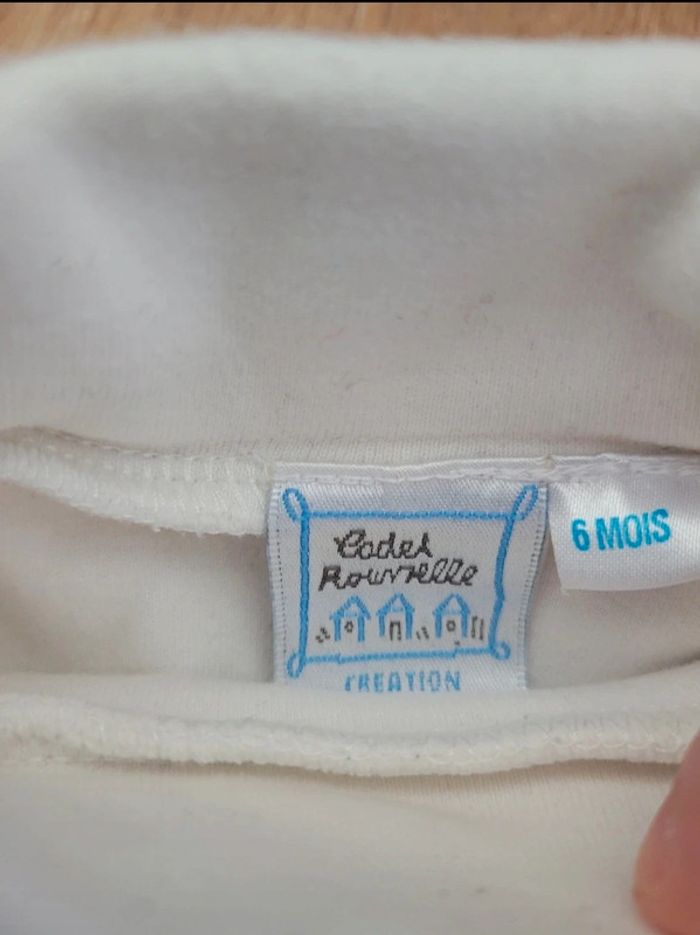 Cadet
Rousselle
CREATION
6 MOIS